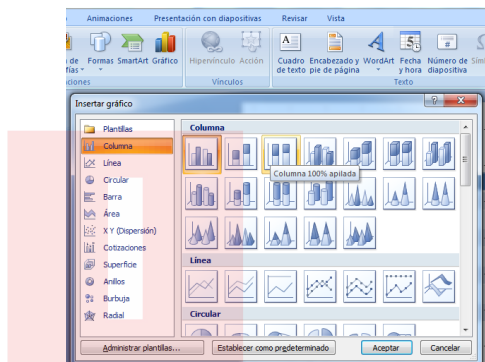 Animaciones Presentación con diapositivas Revisar Vista
de Formas SmartArt Gráfico Hipervínculo Acción Cuadro Encabezado y WordArt Fecha Número de
de texto pie de página y hora diapositiva
Vínculos Texto
Insertar gráfico
Plantillas
Columna
Línea
Circular
Barra
Área
X Y (Dispersión)
Cotizaciones
Superficie
Anillos
Burbuja
Radial
Columna
Columna 100% apilada
Línea
Circular
Administrar plantillas... Establecer como predeterminado Aceptar Cancelar